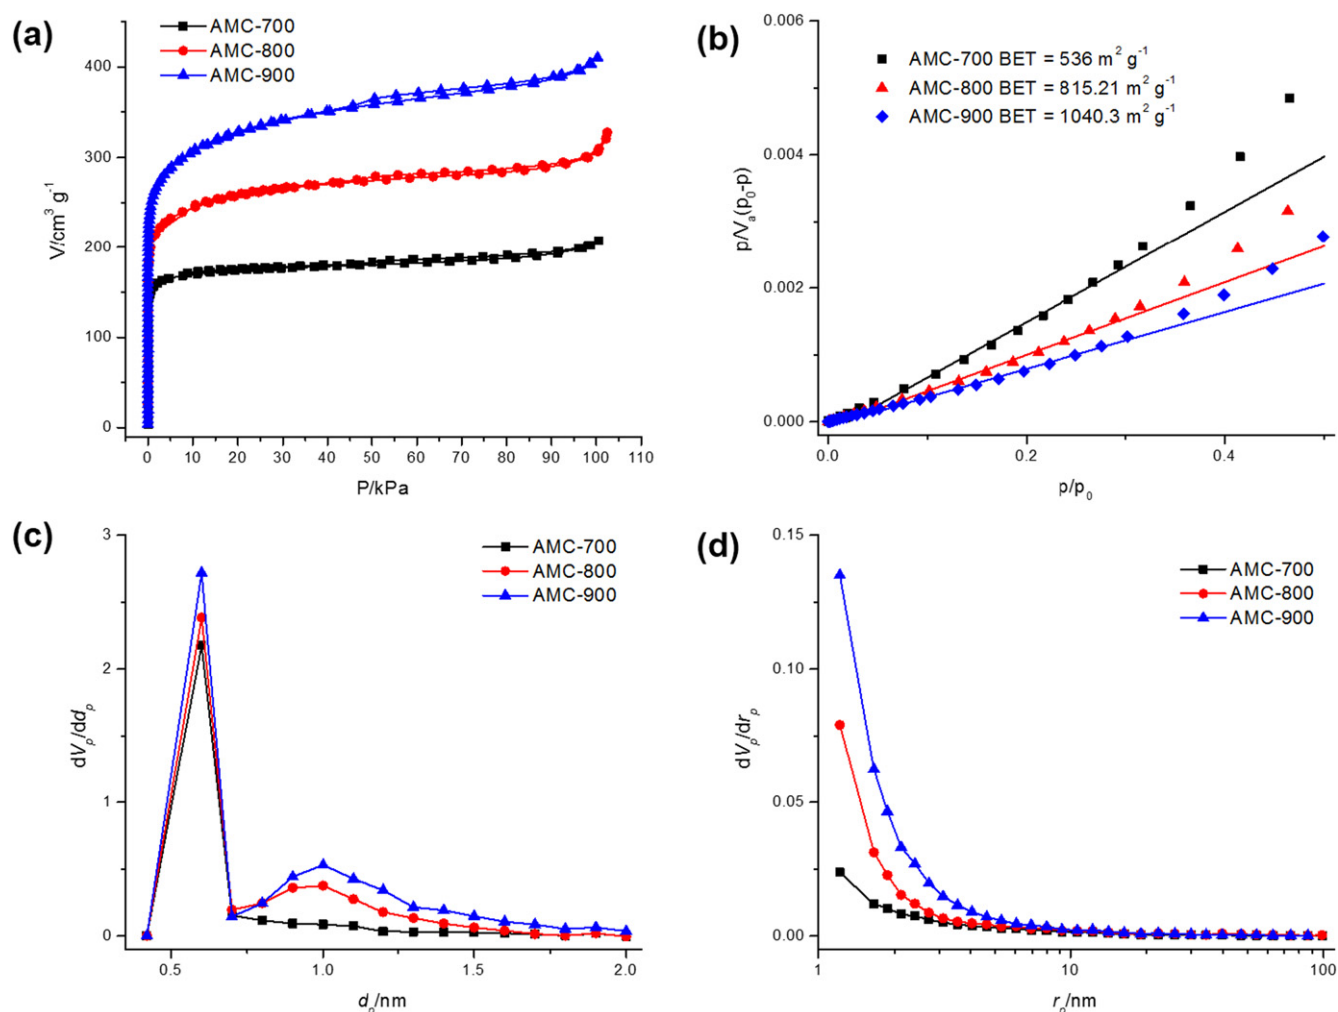 (a)
AMC-700
AMC-800
AMC-900
400
300
200
100
0
V/cm³ g⁻¹
0 10 20 30 40 50 60 70 80 90 100 110
P/kPa
(b)
AMC-700 BET = 536 m² g⁻¹
AMC-800 BET = 815.21 m² g⁻¹
AMC-900 BET = 1040.3 m² g⁻¹
0.006
0.004
0.002
0.000
p/Vₐ(p₀-p)
0.0 0.2 0.4
p/p₀
(c)
AMC-700
AMC-800
AMC-900
3
2
1
0
dVₚ/ddₚ
0.5 1.0 1.5 2.0
dₚ/nm
(d)
AMC-700
AMC-800
AMC-900
0.15
0.10
0.05
0.00
dVₚ/drₚ
1 10 100
rₚ/nm